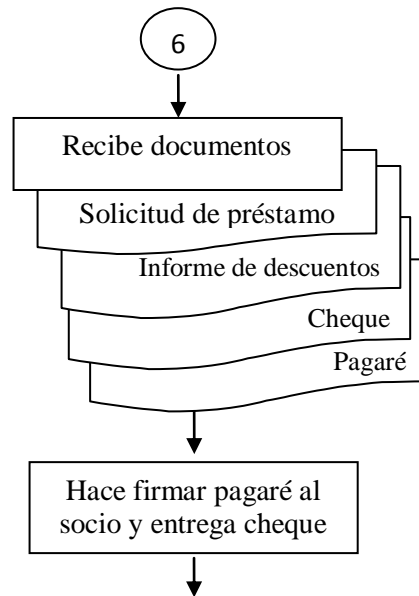 6
Recibe documentos
Solicitud de préstamo
Informe de descuentos
Cheque
Pagaré
Hace firmar pagaré al
socio y entrega cheque